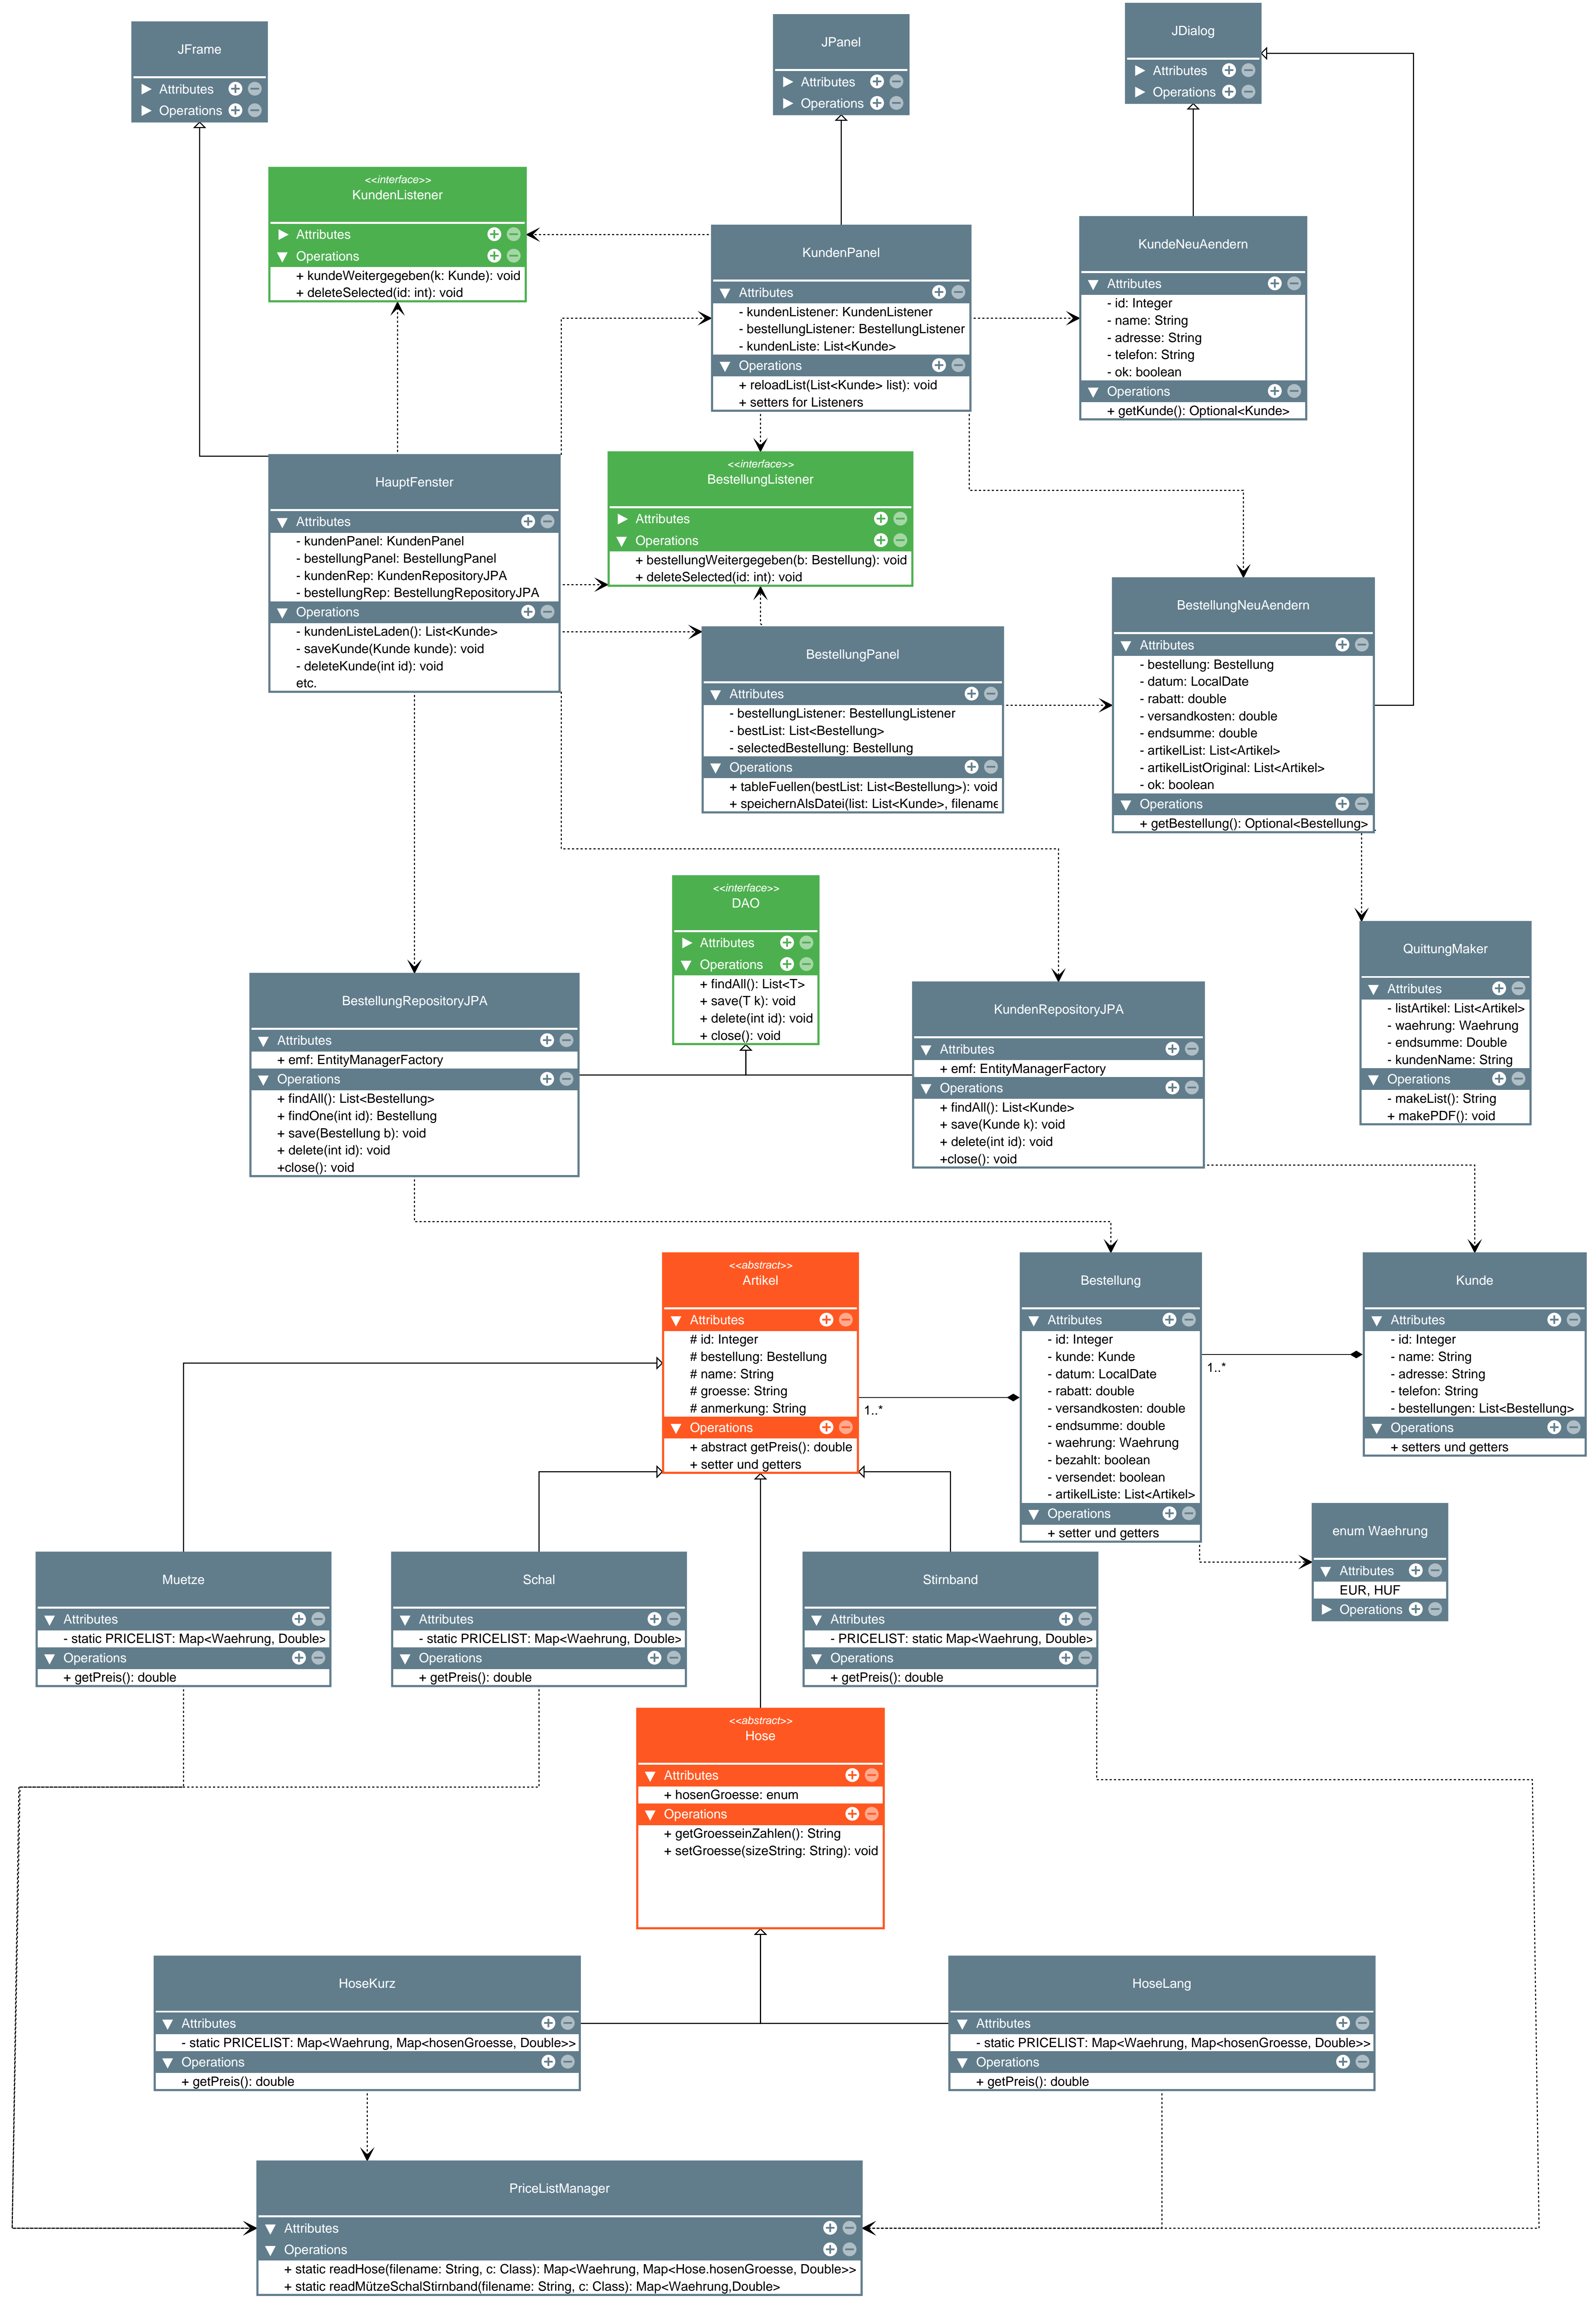 JFrame
Attributes
Operations
JPanel
Attributes
Operations
JDialog
Attributes
Operations
<<interface>>
KundenListener
Attributes
Operations
+ kundeWeitergegeben(k: Kunde): void
+ deleteSelected(id: int): void
KundenPanel
Attributes
- kundenListener: KundenListener
- bestellungListener: BestellungListener
- kundenListe: List<Kunde>
Operations
+ reloadList(List<Kunde> list): void
+ setters for Listeners
KundeNeuAendern
Attributes
- id: Integer
- name: String
- adresse: String
- telefon: String
- ok: boolean
Operations
+ getKunde(): Optional<Kunde>
HauptFenster
Attributes
- kundenPanel: KundenPanel
- bestellungPanel: BestellungPanel
- kundenRep: KundenRepositoryJPA
- bestellungRep: BestellungRepositoryJPA
Operations
- kundenListeLaden(): List<Kunde>
- saveKunde(Kunde kunde): void
- deleteKunde(int id): void
etc.
<<interface>>
BestellungListener
Attributes
Operations
+ bestellungWeitergegeben(b: Bestellung): void
+ deleteSelected(id: int): void
BestellungPanel
Attributes
- bestellungListener: BestellungListener
- bestList: List<Bestellung>
- selectedBestellung: Bestellung
Operations
+ tableFuellen(bestList: List<Bestellung>): void
+ speichernAlsDatei(list: List<Kunde>, filename
BestellungNeuAendern
Attributes
- bestellung: Bestellung
- datum: LocalDate
- rabatt: double
- versandkosten: double
- endsumme: double
- artikelList: List<Artikel>
- artikelListOriginal: List<Artikel>
- ok: boolean
Operations
+ getBestellung(): Optional<Bestellung>
<<interface>>
DAO
Attributes
Operations
+ findAll(): List<T>
+ save(T k): void
+ delete(int id): void
+ close(): void
QuittungMaker
Attributes
- listArtikel: List<Artikel>
- waehrung: Waehrung
- endsumme: Double
- kundenName: String
Operations
- makeList(): String
+ makePDF(): void
BestellungRepositoryJPA
Attributes
+ emf: EntityManagerFactory
Operations
+ findAll(): List<Bestellung>
+ findOne(int id): Bestellung
+ save(Bestellung b): void
+ delete(int id): void
+close(): void
KundenRepositoryJPA
Attributes
+ emf: EntityManagerFactory
Operations
+ findAll(): List<Kunde>
+ save(Kunde k): void
+ delete(int id): void
+close(): void
<<abstract>>
Artikel
Attributes
# id: Integer
# bestellung: Bestellung
# name: String
# groesse: String
# anmerkung: String
Operations
+ abstract getPreis(): double
+ setter und getters
1..*
Bestellung
Attributes
- id: Integer
- kunde: Kunde
- datum: LocalDate
- rabatt: double
- versandkosten: double
- endsumme: double
- waehrung: Waehrung
- bezahlt: boolean
- versendet: boolean
- artikelListe: List<Artikel>
Operations
+ setter und getters
1..*
Kunde
Attributes
- id: Integer
- name: String
- adresse: String
- telefon: String
- bestellungen: List<Bestellung>
Operations
+ setters und getters
enum Waehrung
Attributes
EUR, HUF
Operations
Muetze
Attributes
- static PRICELIST: Map<Waehrung, Double>
Operations
+ getPreis(): double
Schal
Attributes
- static PRICELIST: Map<Waehrung, Double>
Operations
+ getPreis(): double
Stirnband
Attributes
- PRICELIST: static Map<Waehrung, Double>
Operations
+ getPreis(): double
<<abstract>>
Hose
Attributes
+ hosenGroesse: enum
Operations
+ getGroesseinZahlen(): String
+ setGroesse(sizeString: String): void
HoseKurz
Attributes
- static PRICELIST: Map<Waehrung, Map<hosenGroesse, Double>>
Operations
+ getPreis(): double
HoseLang
Attributes
- static PRICELIST: Map<Waehrung, Map<hosenGroesse, Double>>
Operations
+ getPreis(): double
PriceListManager
Attributes
Operations
+ static readHose(filename: String, c: Class): Map<Waehrung, Map<Hose.hosenGroesse, Double>>
+ static readMützeSchalStirnband(filename: String, c: Class): Map<Waehrung,Double>